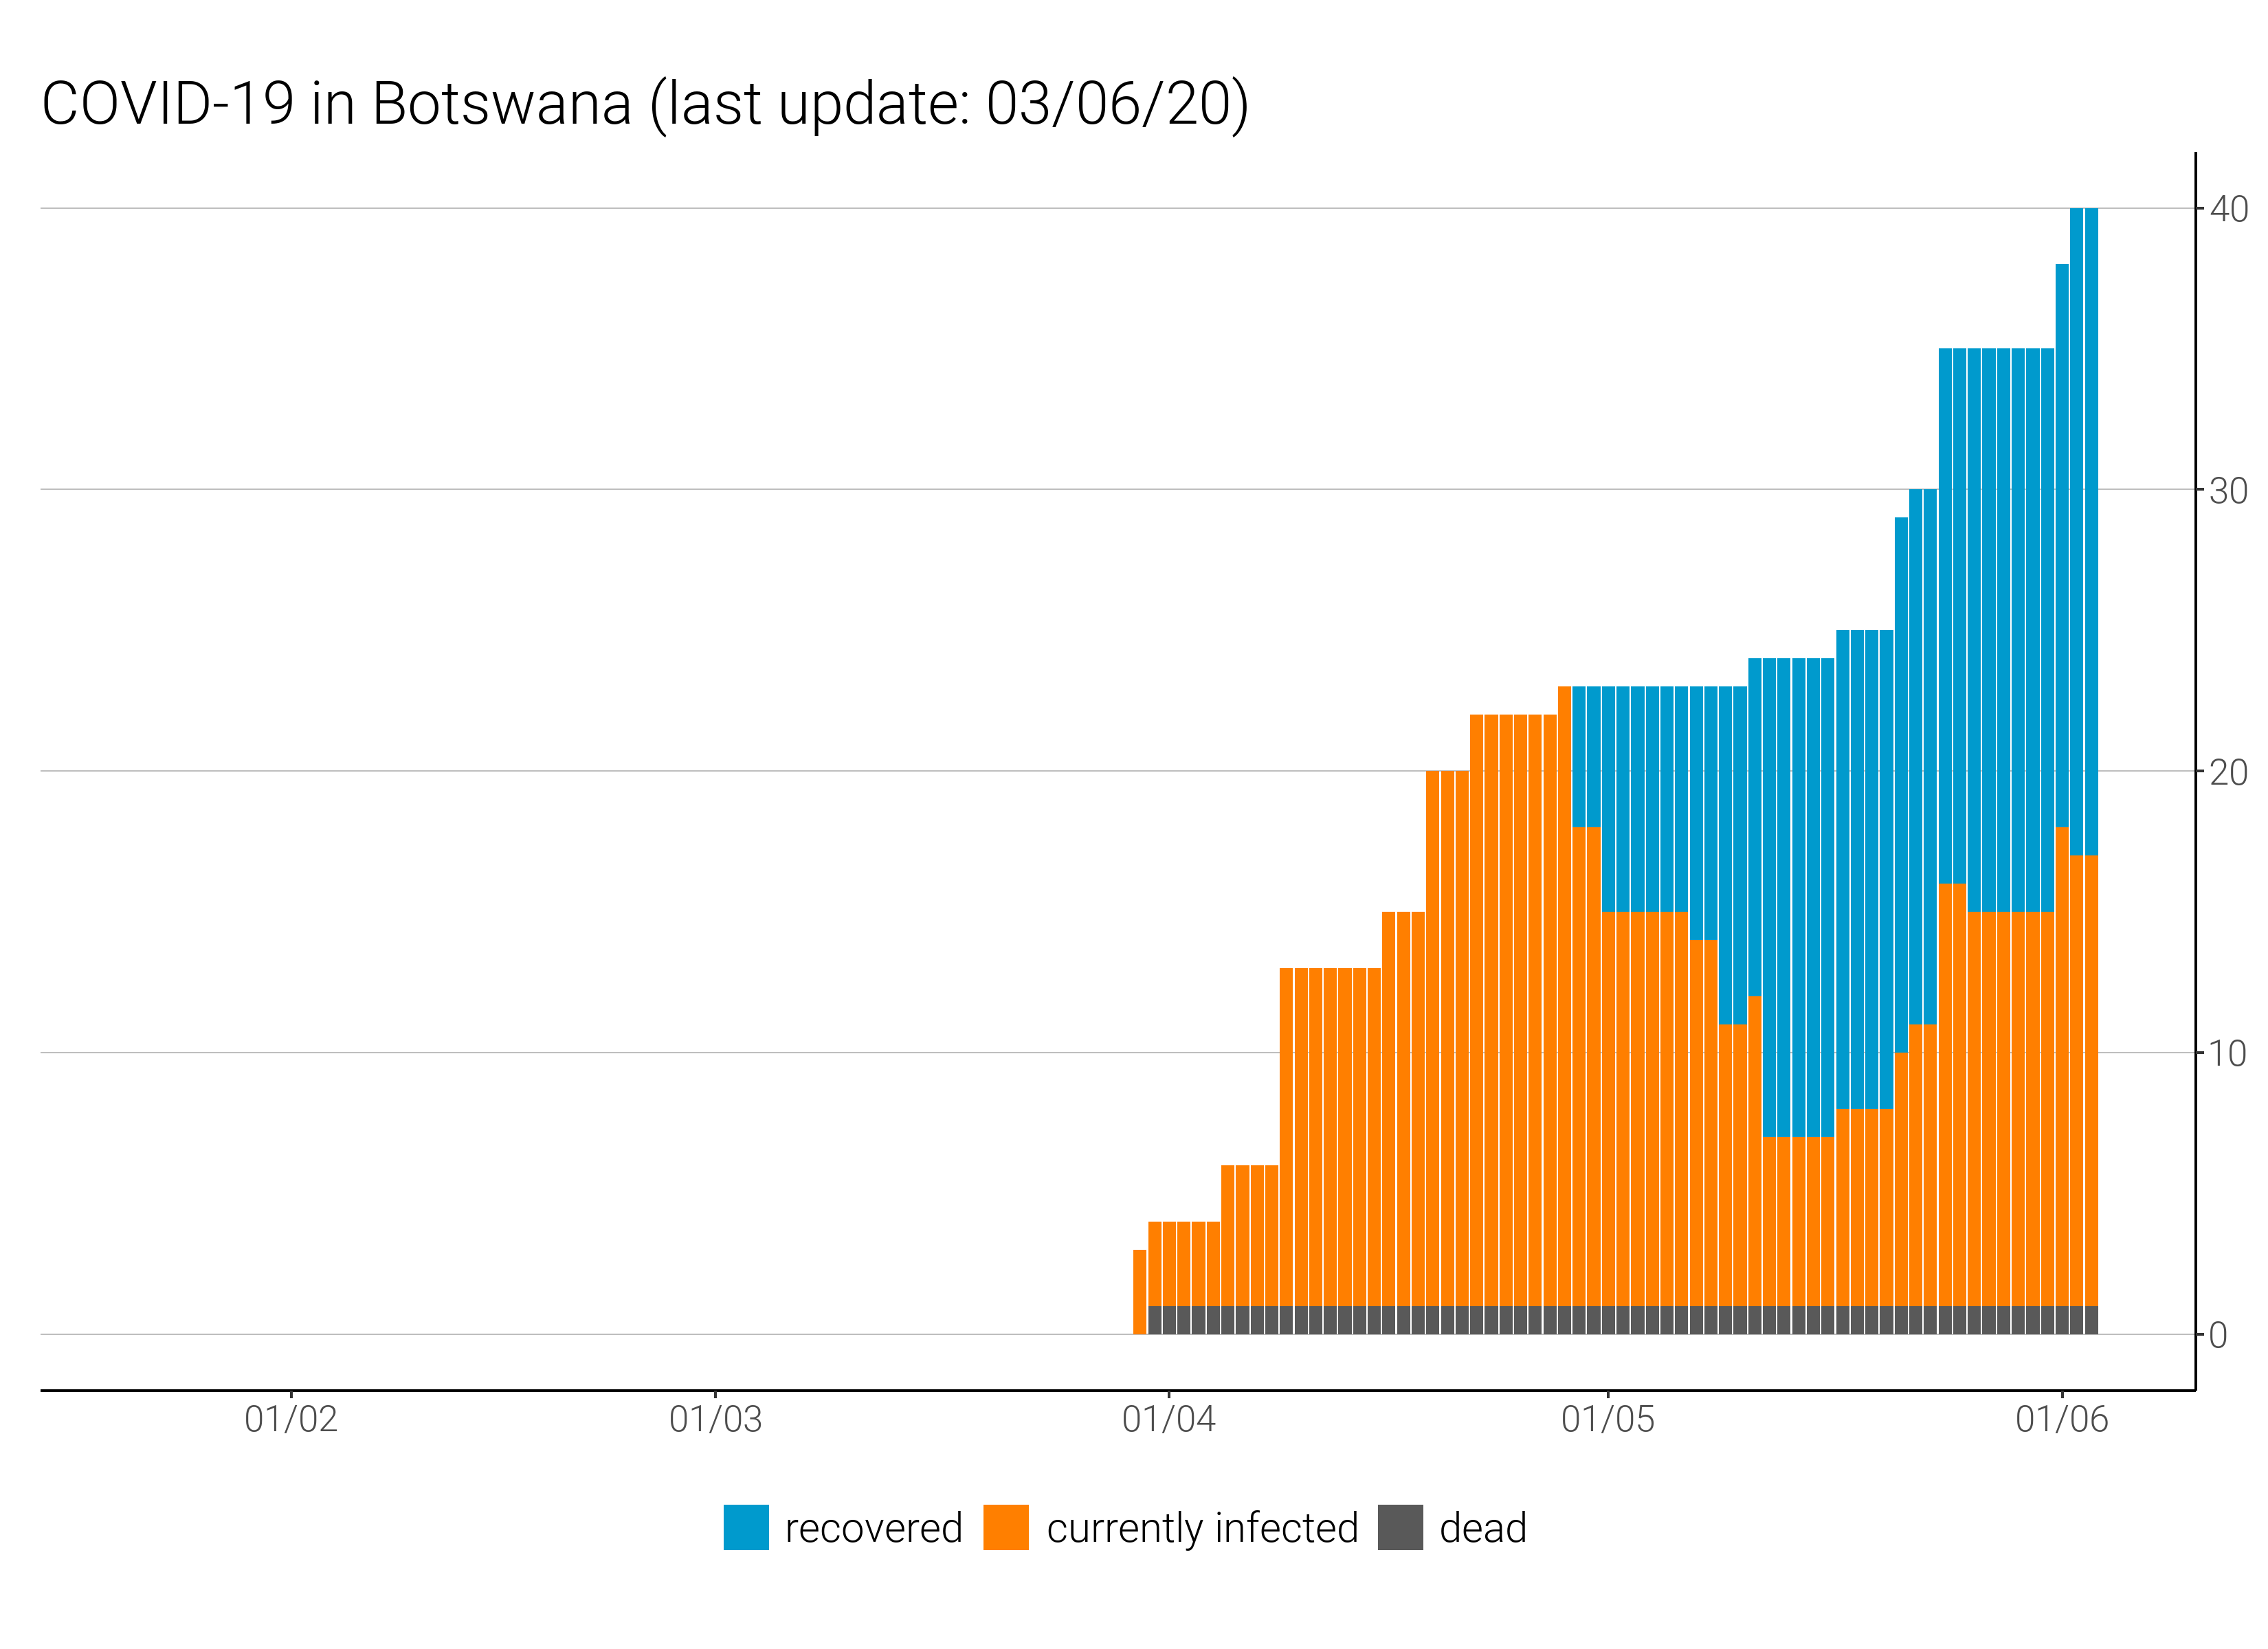 COVID-19 in Botswana (last update: 03/06/20)
40
30
20
10
0
01/02 01/03 01/04 01/05 01/06
recovered currently infected dead